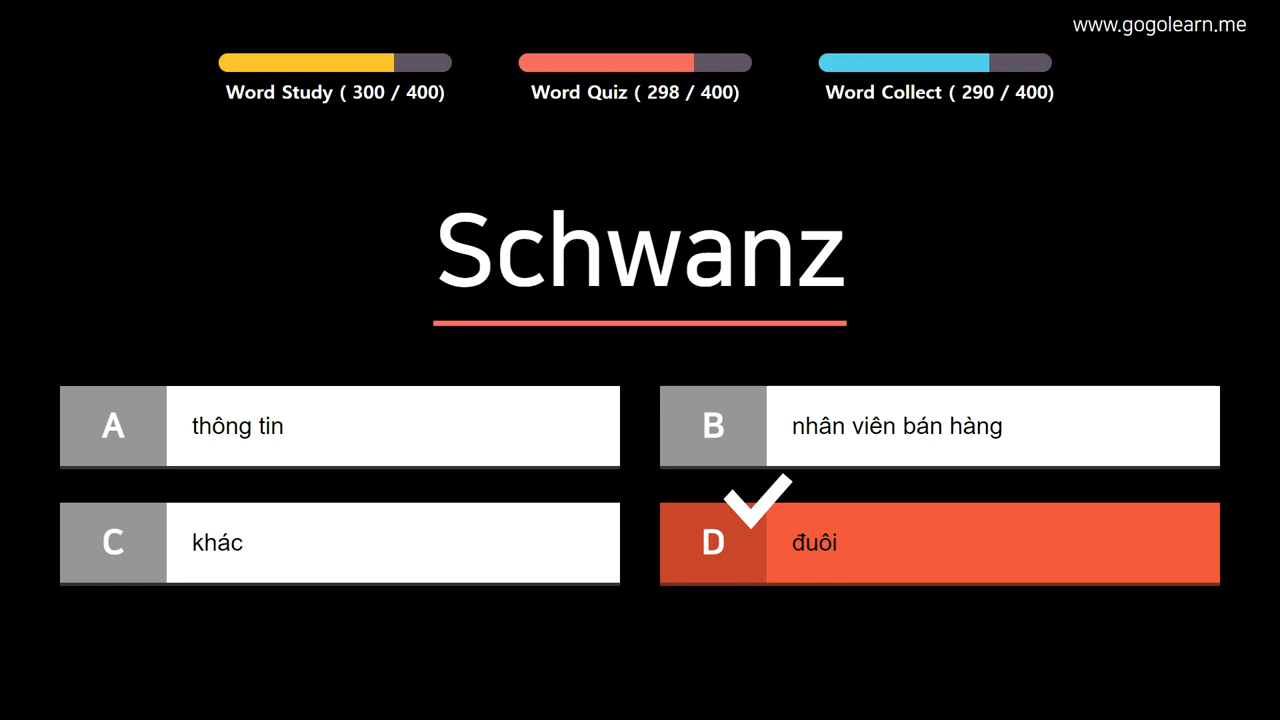 www.gogolearn.me
Word Study ( 300 / 400)
Word Quiz ( 298 / 400)
Word Collect ( 290 / 400)
Schwanz
A
thông tin
B
nhân viên bán hàng
C
khác
D
đuôi